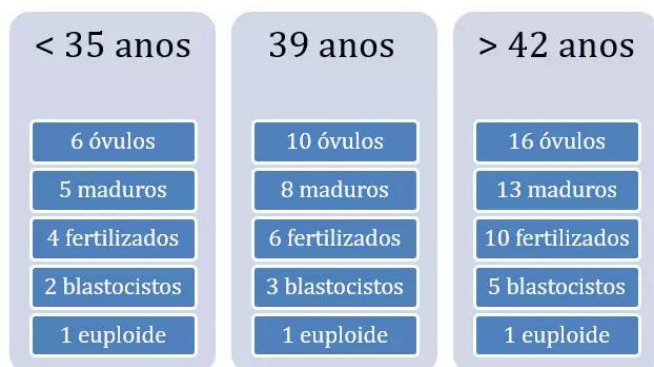 < 35 anos
6 óvulos
5 maduros
4 fertilizados
2 blastocistos
1 euploide
39 anos
10 óvulos
8 maduros
6 fertilizados
3 blastocistos
1 euploide
> 42 anos
16 óvulos
13 maduros
10 fertilizados
5 blastocistos
1 euploide